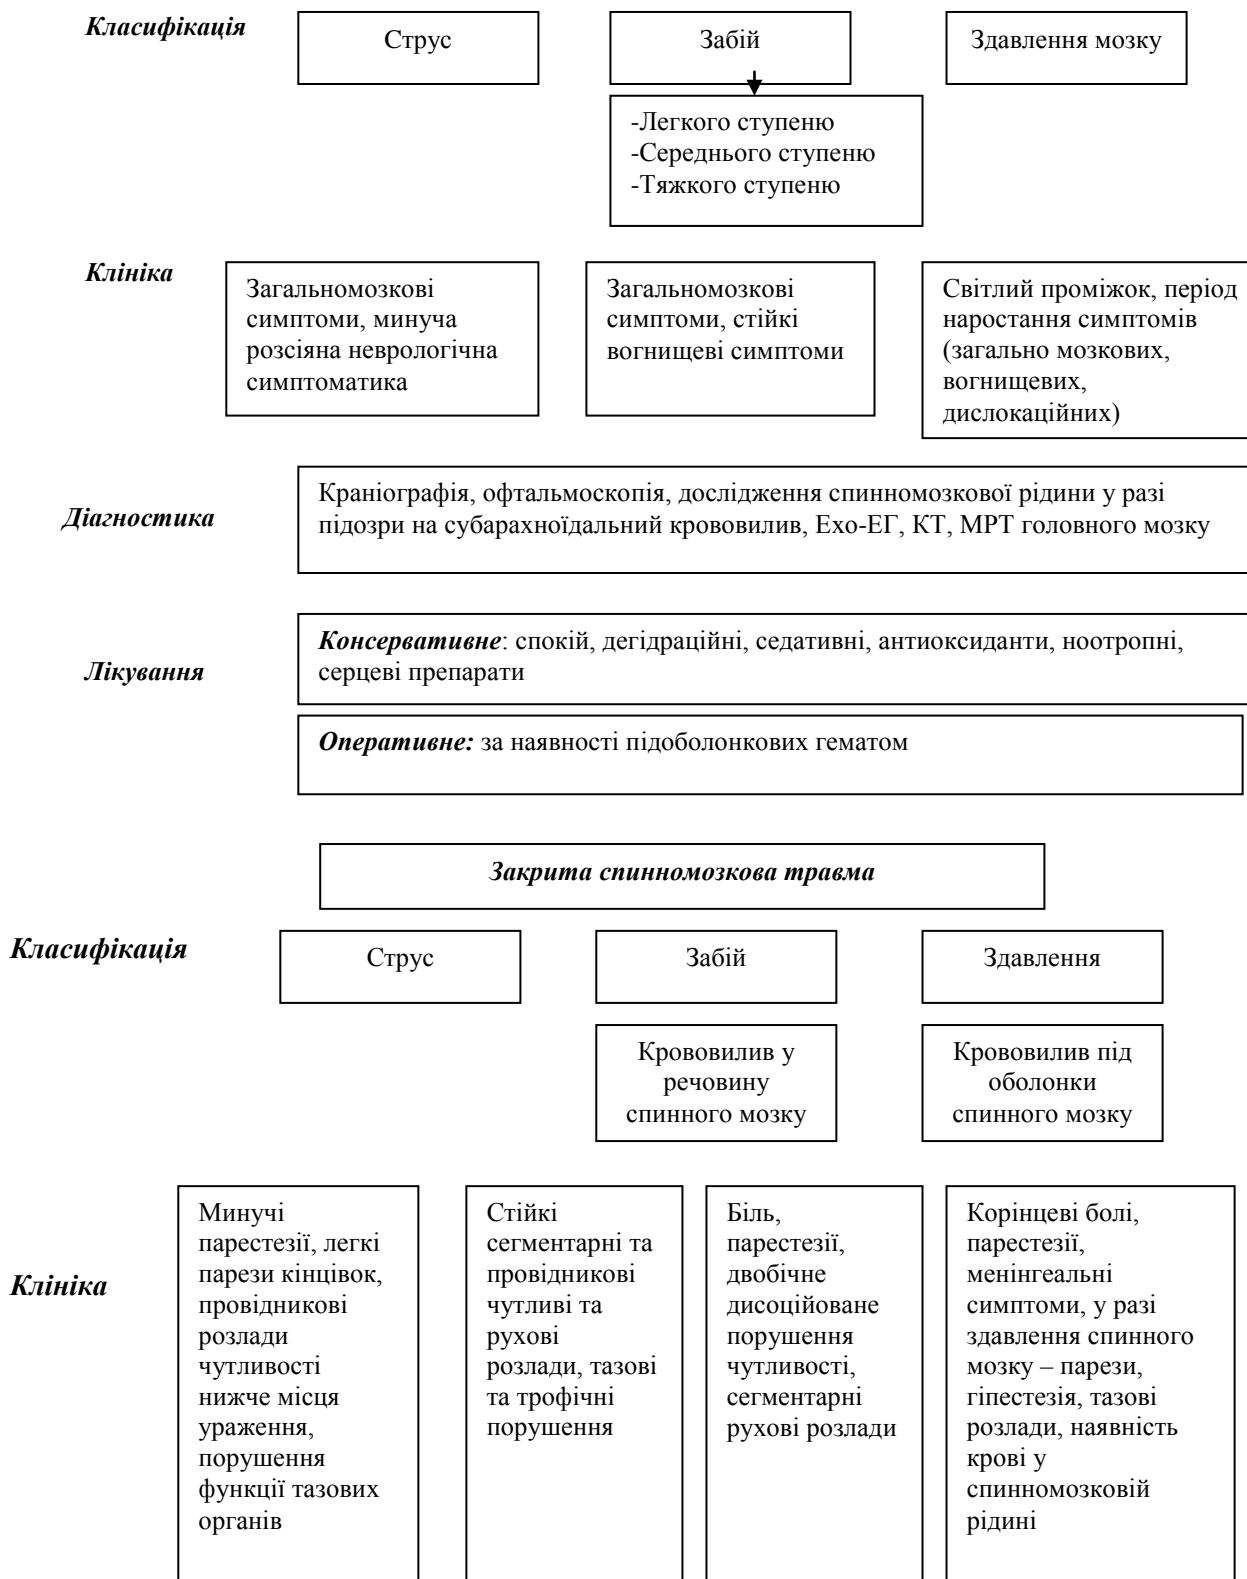 Класифікація
Струс
Забій
Здавлення мозку
-Легкого ступеню
-Середнього ступеню
-Тяжкого ступеню
Клініка
Загальномозкові
симптоми, минуча
розсіяна неврологічна
симптоматика
Загальномозкові
симптоми, стійкі
вогнищеві симптоми
Світлий проміжок, період
наростання симптомів
(загально мозкових,
вогнищевих,
дислокаційних)
Діагностика
Краніографія, офтальмоскопія, дослідження спинномозкової рідини у разі
підозри на субарахноїдальний крововилив, Ехо-ЕГ, КТ, МРТ головного мозку
Лікування
Консервативне: спокій, дегідраційні, седативні, антиоксиданти, ноотропні,
серцеві препарати
Оперативне: за наявності підоболонкових гематом
Закрита спинномозкова травма
Класифікація
Струс
Забій
Здавлення
Крововилив у
речовину
спинного мозку
Крововилив під
оболонки
спинного мозку
Клініка
Минучі
парестезії, легкі
парези кінцівок,
провідникові
розлади
чутливості
нижче місця
ураження,
порушення
функції тазових
органів
Стійкі
сегментарні та
провідникові
чутливі та
рухові
розлади, тазові
та трофічні
порушення
Біль,
парестезії,
двобічне
дисоційоване
порушення
чутливості,
сегментарні
рухові розлади
Корінцеві болі,
парестезії,
менінгеальні
симптоми, у разі
здавлення спинного
мозку – парези,
гіпестезія, тазові
розлади, наявність
крові у
спинномозковій
рідині